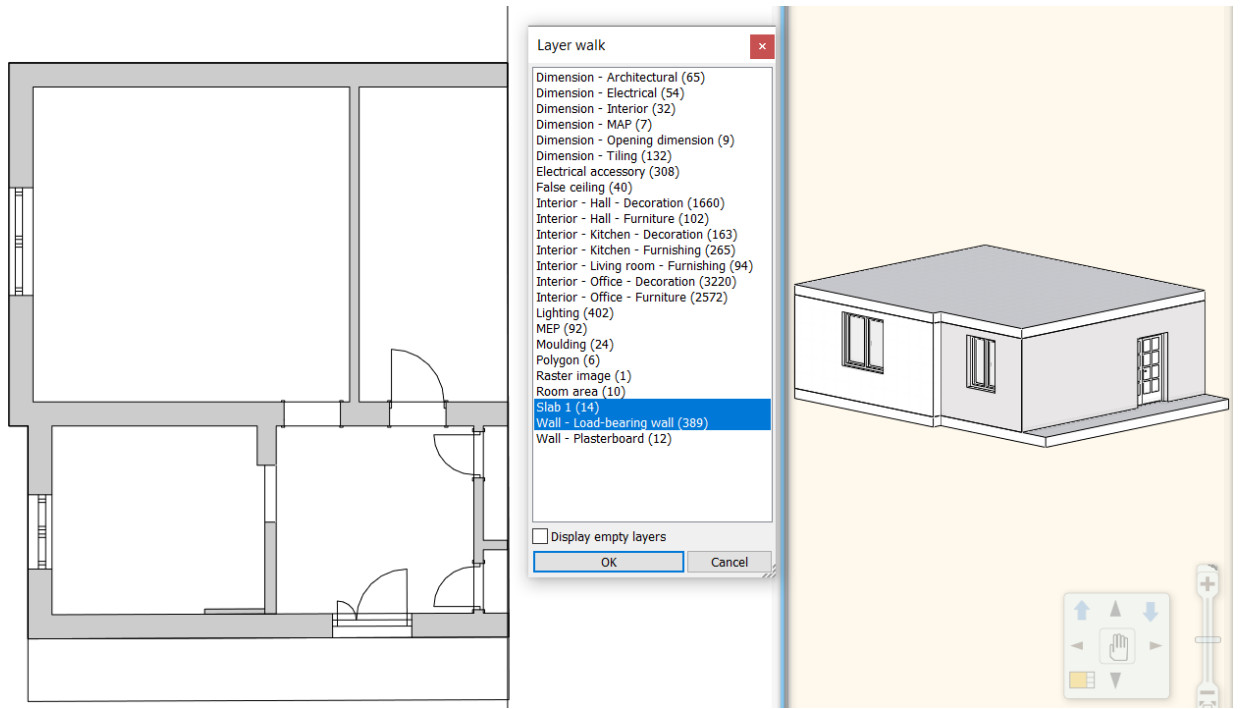 Layer walk
Dimension - Architectural (65)
Dimension - Electrical (54)
Dimension - Interior (32)
Dimension - MAP (7)
Dimension - Opening dimension (9)
Dimension - Tiling (132)
Electrical accessory (308)
False ceiling (40)
Interior - Hall - Decoration (1660)
Interior - Hall - Furniture (102)
Interior - Kitchen - Decoration (163)
Interior - Kitchen - Furnishing (265)
Interior - Living room - Furnishing (94)
Interior - Office - Decoration (3220)
Interior - Office - Furniture (2572)
Lighting (402)
MEP (92)
Moulding (24)
Polygon (6)
Raster image (1)
Room area (10)
Slab 1 (14)
Wall - Load-bearing wall (389)
Wall - Plasterboard (12)
Display empty layers
OK Cancel